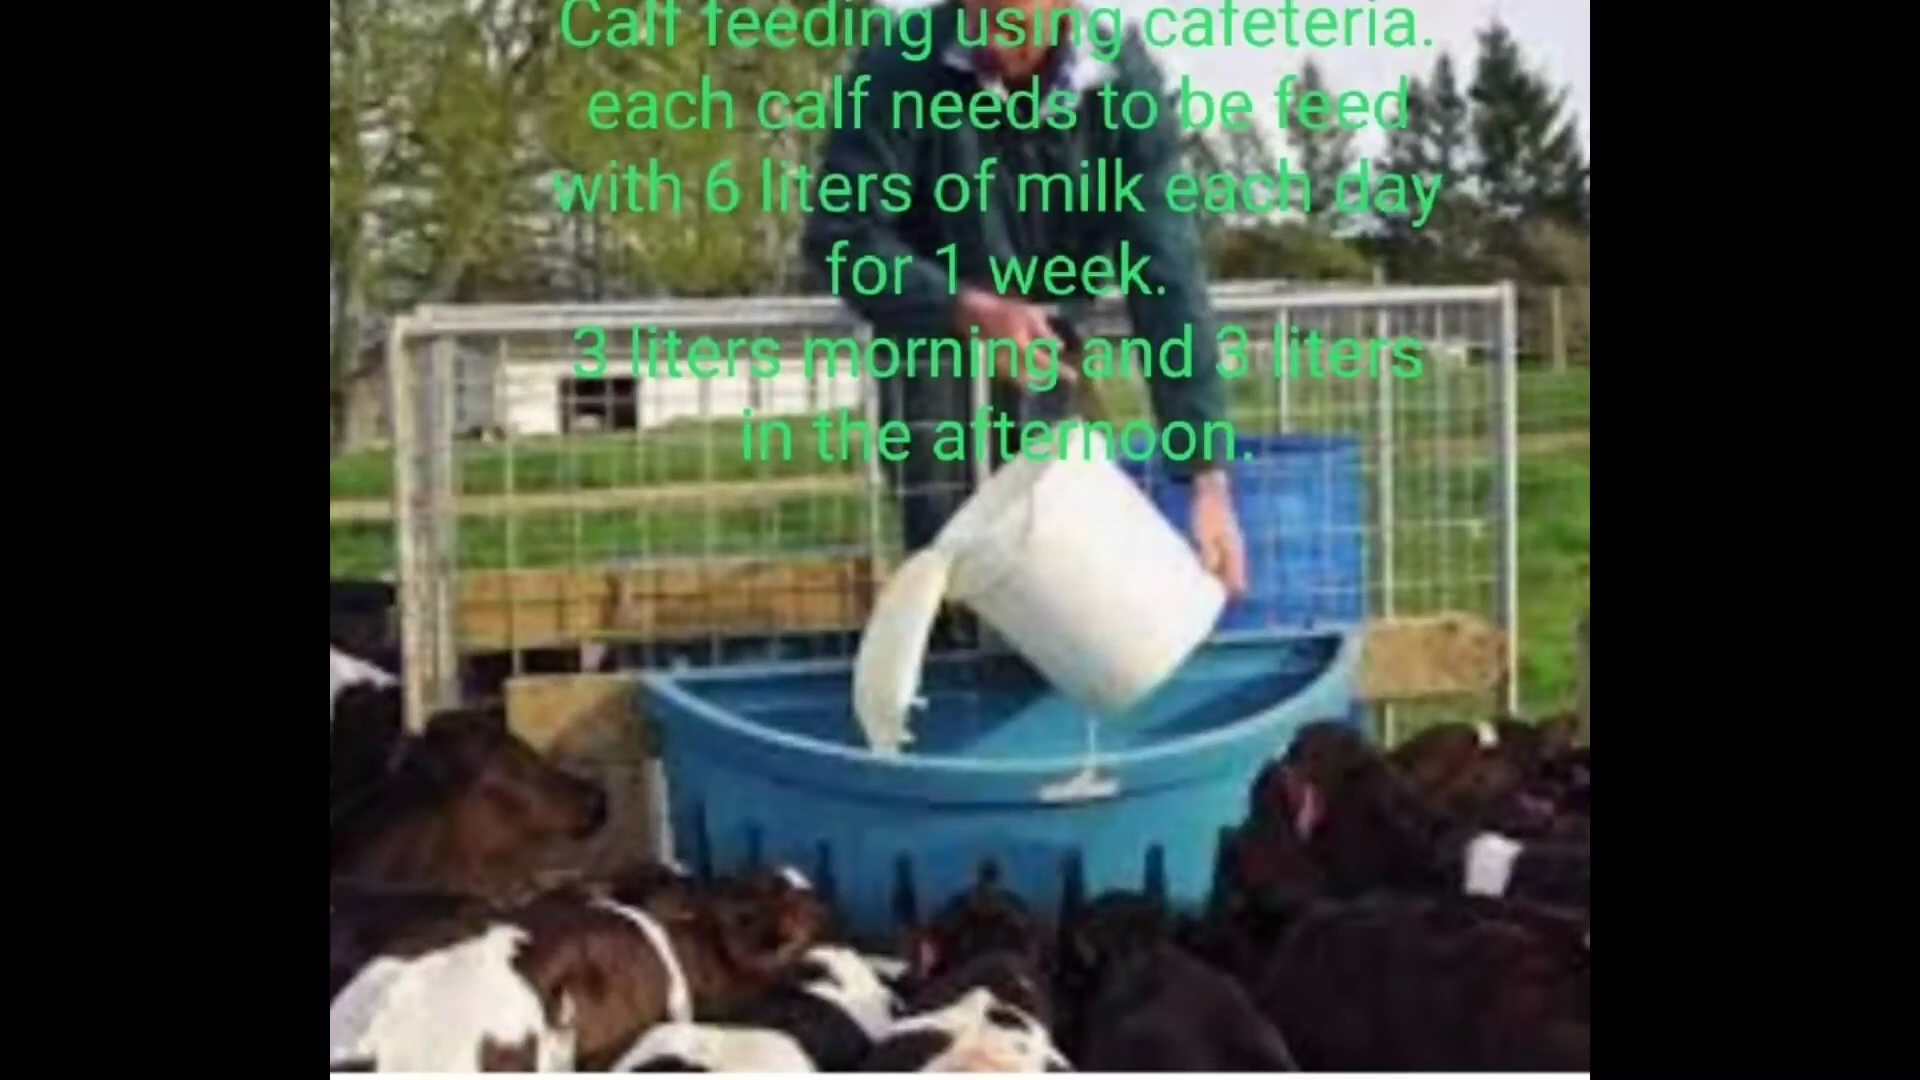 Calf feeding using cafeteria.
each calf needs to be feed
with 6 liters of milk each day
for 1 week.
3 liters morning and 3 liters
in the afternoon.